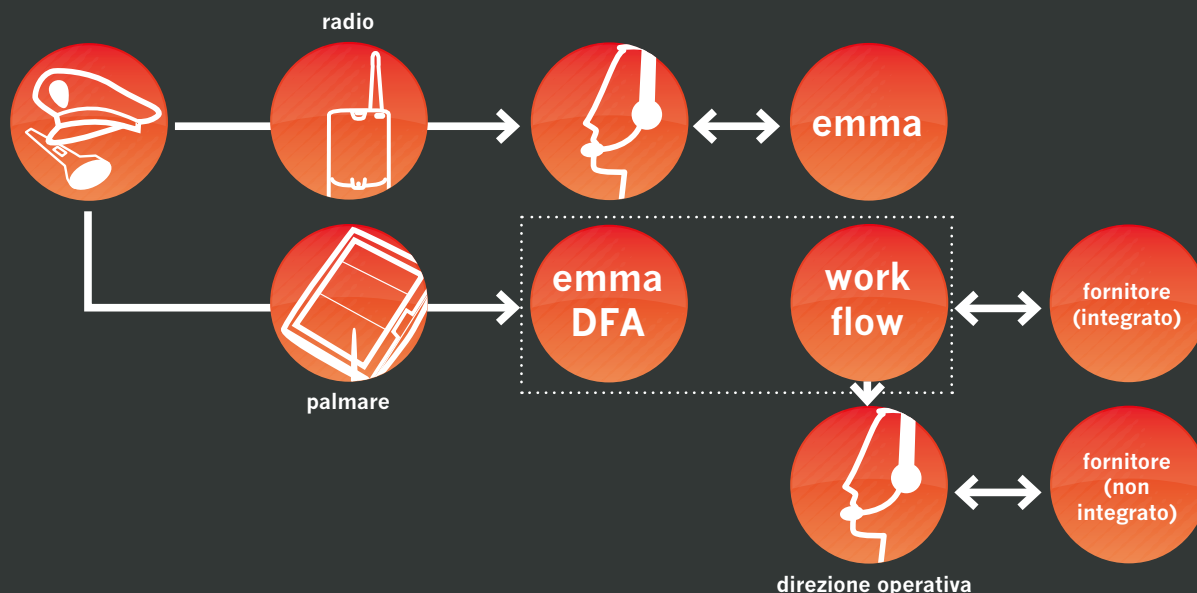 radio
emma
emma
DFA
work
flow
fornitore
(integrato)
palmare
fornitore
(non
integrato)
direzione operativa